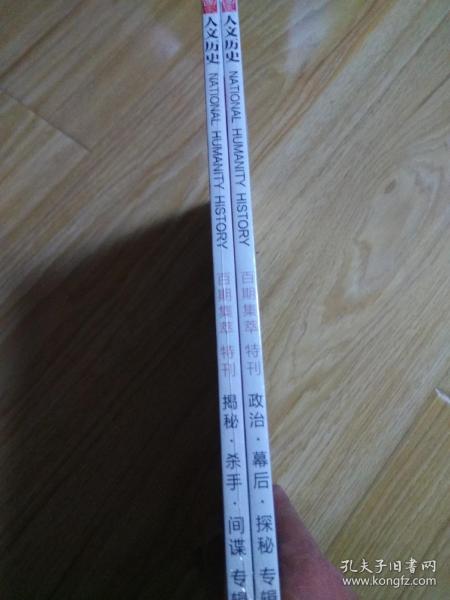 人文历史 NATIONAL HUMANITY HISTORY 百期集萃 特刊 揭秘·杀手·间谍 专辑
人文历史 NATIONAL HUMANITY HISTORY 百期集萃 特刊 政治·幕后·探秘 专辑
孔夫子旧书网
www.kongfz.com